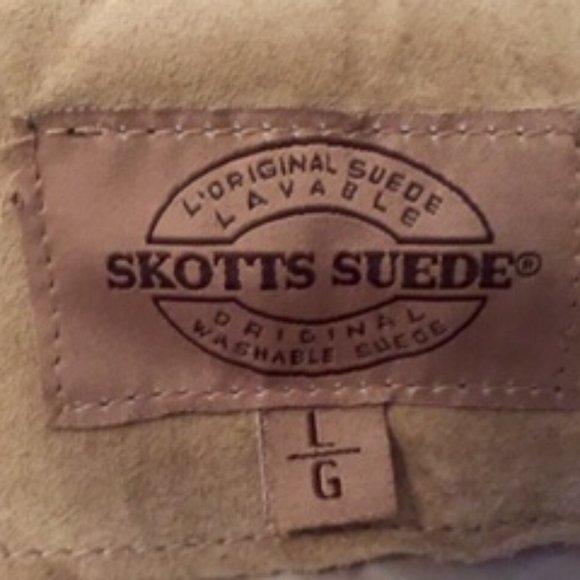 L'ORIGINAL SUEDE
LAVABLE
SKOTTS SUEDE®
ORIGINAL
WASHABLE SUEDE
L
G